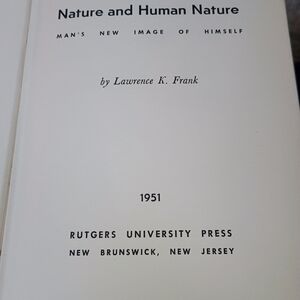 Nature and Human Nature
MAN'S NEW IMAGE OF HIMSELF
by Lawrence K. Frank
1951
RUTGERS UNIVERSITY PRESS
NEW BRUNSWICK, NEW JERSEY